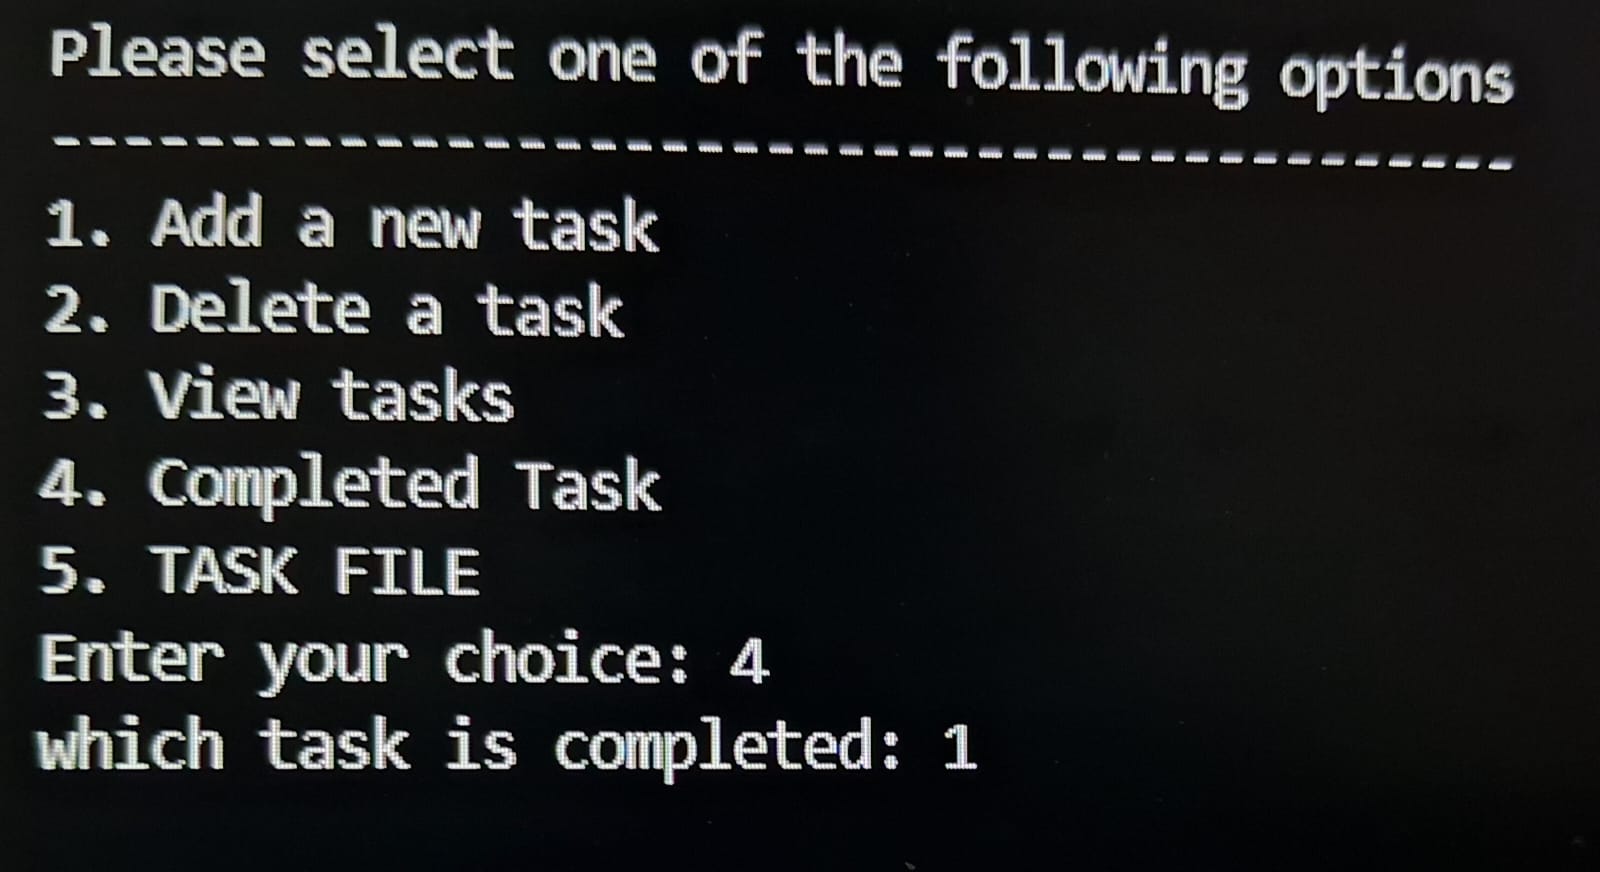 Please select one of the following options
------------------------------------------
1. Add a new task
2. Delete a task
3. View tasks
4. Completed Task
5. TASK FILE
Enter your choice: 4
which task is completed: 1